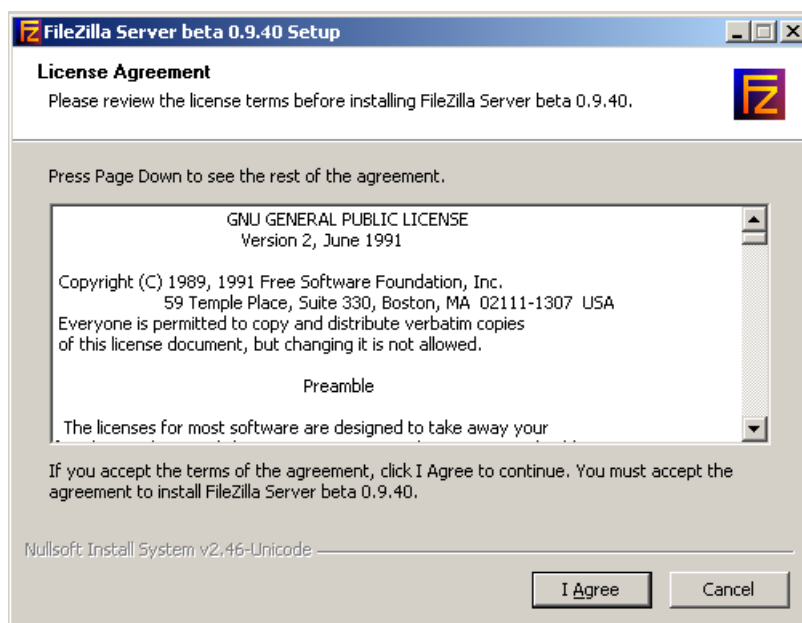 FileZilla Server beta 0.9.40 Setup
License Agreement
Please review the license terms before installing FileZilla Server beta 0.9.40.
Press Page Down to see the rest of the agreement.
GNU GENERAL PUBLIC LICENSE
Version 2, June 1991
Copyright (C) 1989, 1991 Free Software Foundation, Inc.
59 Temple Place, Suite 330, Boston, MA  02111-1307  USA
Everyone is permitted to copy and distribute verbatim copies
of this license document, but changing it is not allowed.
Preamble
The licenses for most software are designed to take away your
If you accept the terms of the agreement, click I Agree to continue. You must accept the
agreement to install FileZilla Server beta 0.9.40.
Nullsoft Install System v2.46-Unicode
I Agree
Cancel